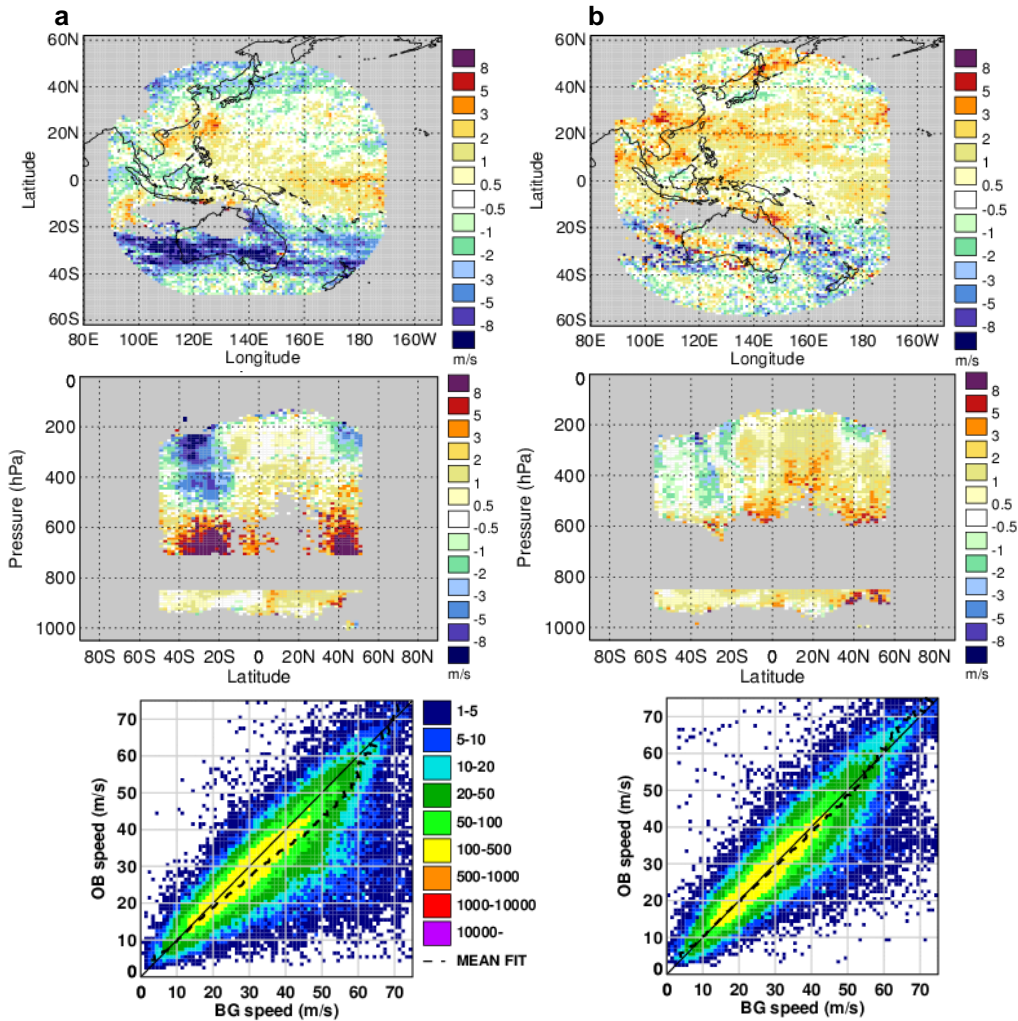 a
b
60N
40N
20N
0
20S
40S
60S
Latitude
80E 100E 120E 140E 160E 180E 160W
Longitude
8
5
3
2
1
0.5
-0.5
-1
-2
-3
-5
-8
m/s
60N
40N
20N
0
20S
40S
60S
Latitude
80E 100E 120E 140E 160E 180E 160W
Longitude
8
5
3
2
1
0.5
-0.5
-1
-2
-3
-5
-8
m/s
0
200
400
600
800
1000
Pressure (hPa)
80S 60S 40S 20S 0 20N 40N 60N 80N
Latitude
8
5
3
2
1
0.5
-0.5
-1
-2
-3
-5
-8
m/s
0
200
400
600
800
1000
Pressure (hPa)
80S 60S 40S 20S 0 20N 40N 60N 80N
Latitude
8
5
3
2
1
0.5
-0.5
-1
-2
-3
-5
-8
m/s
70
60
50
40
30
20
10
0
OB speed (m/s)
0 10 20 30 40 50 60 70
BG speed (m/s)
1-5
5-10
10-20
20-50
50-100
100-500
500-1000
1000-10000
10000-
MEAN FIT
70
60
50
40
30
20
10
0
OB speed (m/s)
0 10 20 30 40 50 60 70
BG speed (m/s)